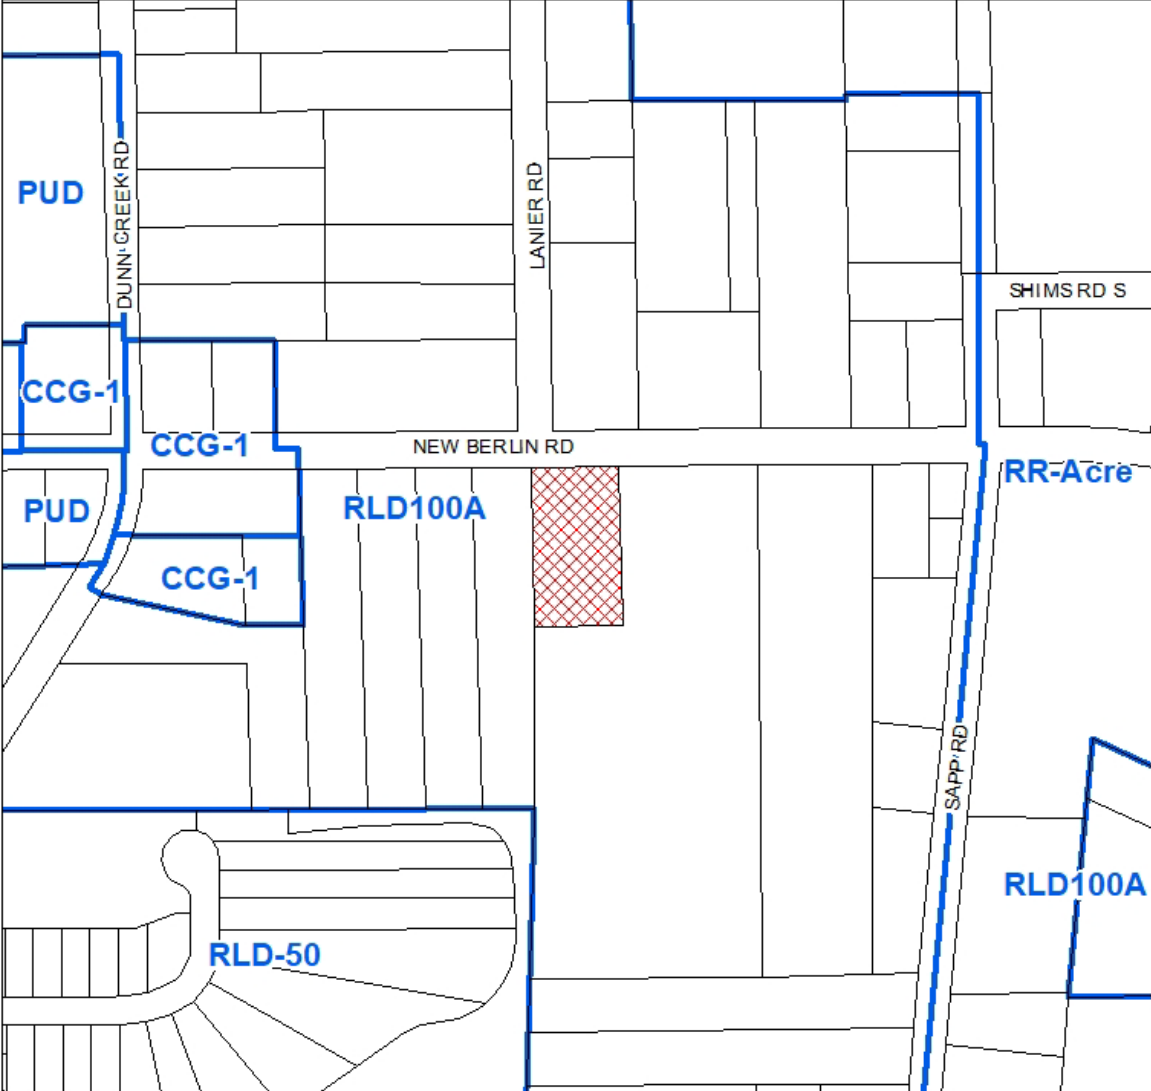 PUD
DUNN CREEK RD
LANIER RD
SHIMS RD S
CCG-1
CCG-1
NEW BERLIN RD
RR-Acre
PUD
RLD100A
CCG-1
SAPP RD
RLD100A
RLD-50